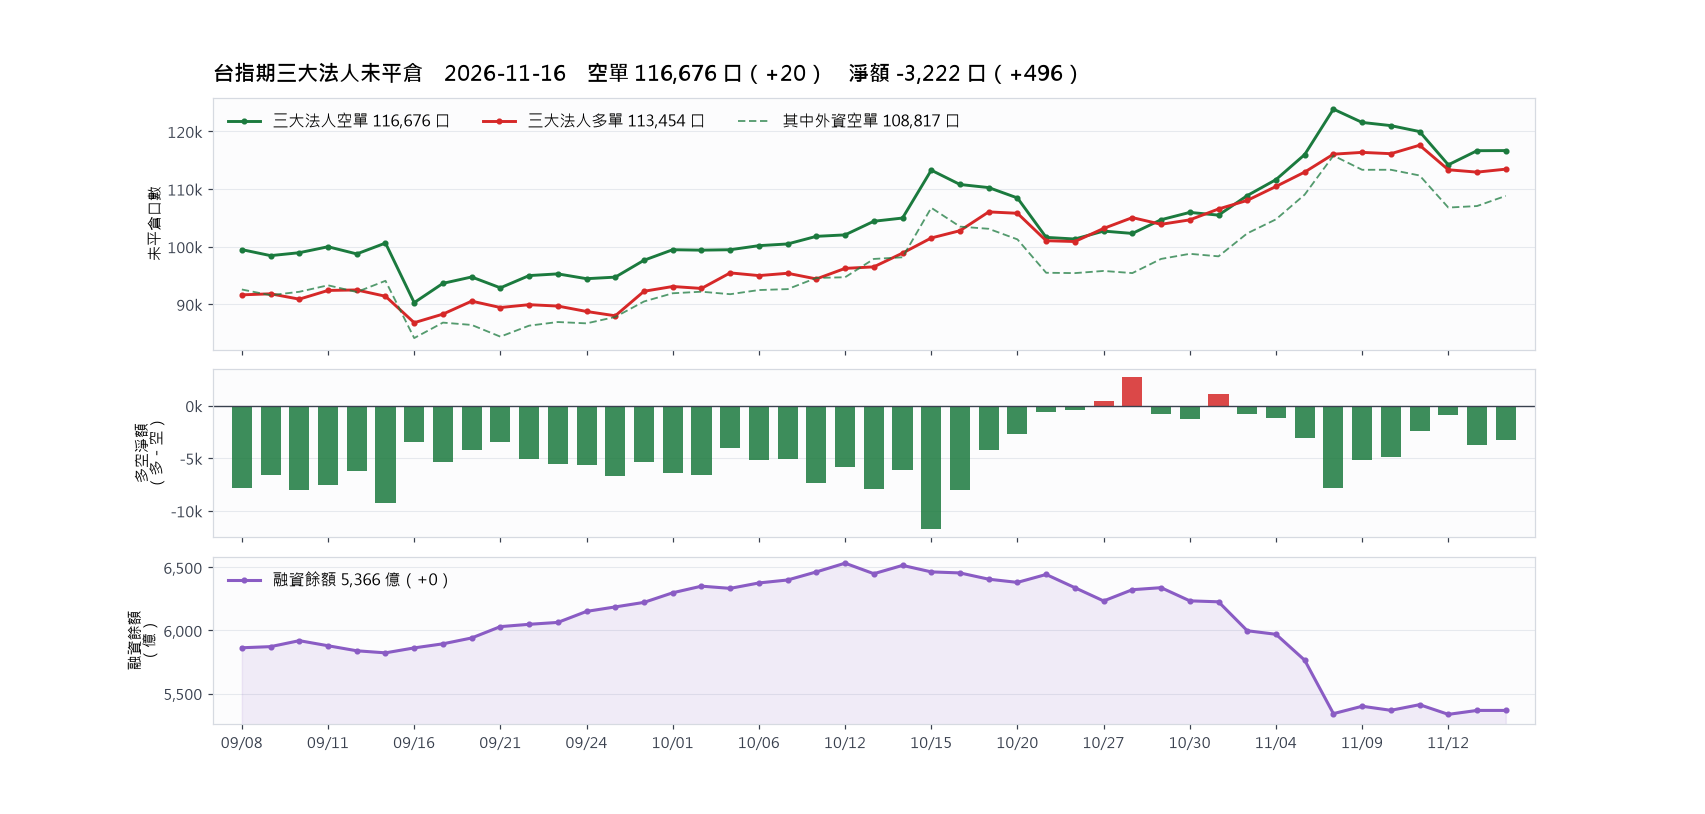 台指期三大法人未平倉 2026-11-16 空單 116,676 口 ( +20 ) 淨額 -3,222 口 ( +496 )
三大法人空單 116,676 口 三大法人多單 113,454 口 其中外資空單 108,817 口
未平倉口數
120k
110k
100k
90k
多空淨額
( 多 - 空 )
0k
-5k
-10k
融資餘額 5,366 億 ( +0 )
融資餘額
( 億 )
6,500
6,000
5,500
09/08 09/11 09/16 09/21 09/24 10/01 10/06 10/12 10/15 10/20 10/27 10/30 11/04 11/09 11/12